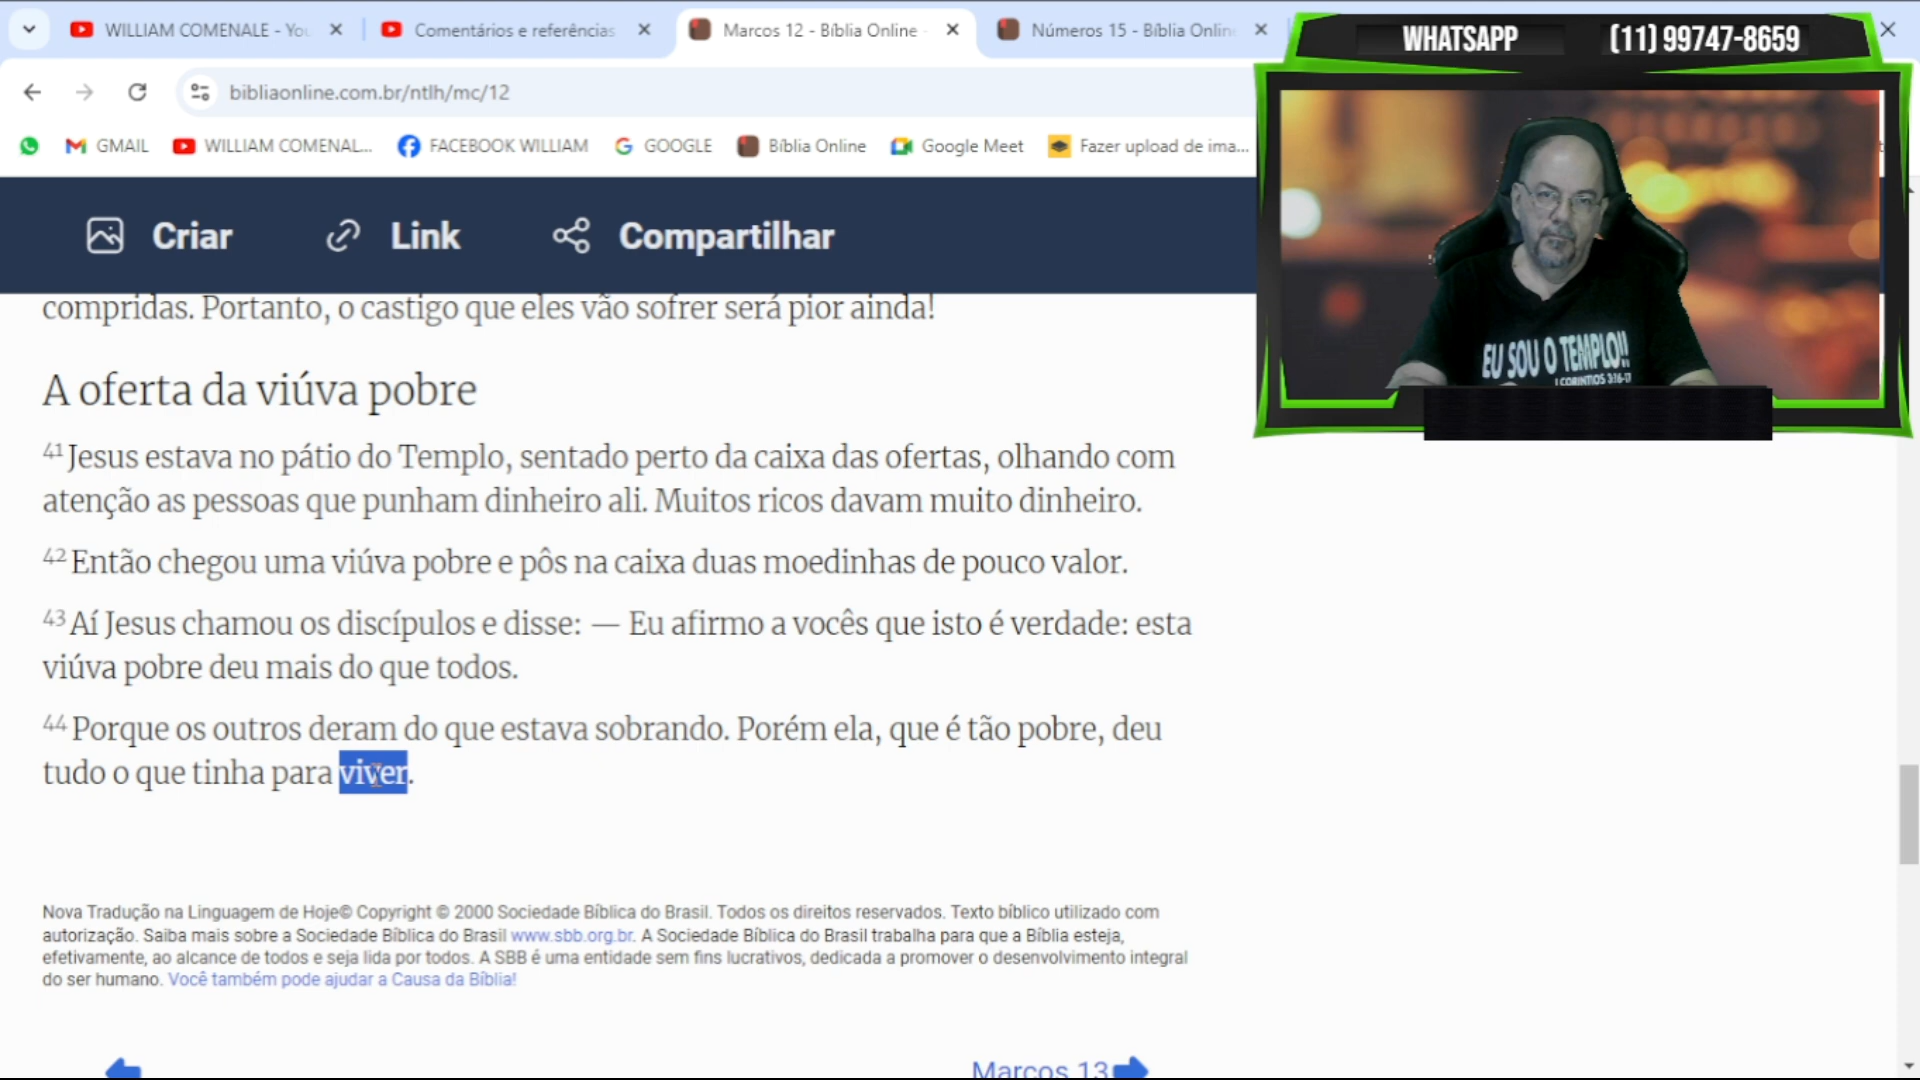 WILLIAM COMENALE - You
Comentários e referências
Marcos 12 - Bíblia Online
Números 15 - Bíblia Onlin
WHATSAPP (11) 99747-8659
bibliaonline.com.br/ntlh/mc/12
GMAIL
WILLIAM COMENAL...
FACEBOOK WILLIAM
GOOGLE
Bíblia Online
Google Meet
Fazer upload de ima...
Criar
Link
Compartilhar
EU SOU O TEMPLO!!
I CORINTIOS 3:16-17
compridas. Portanto, o castigo que eles vão sofrer será pior ainda!
A oferta da viúva pobre
41 Jesus estava no pátio do Templo, sentado perto da caixa das ofertas, olhando com
atenção as pessoas que punham dinheiro ali. Muitos ricos davam muito dinheiro.
42 Então chegou uma viúva pobre e pôs na caixa duas moedinhas de pouco valor.
43 Aí Jesus chamou os discípulos e disse: — Eu afirmo a vocês que isto é verdade: esta
viúva pobre deu mais do que todos.
44 Porque os outros deram do que estava sobrando. Porém ela, que é tão pobre, deu
tudo o que tinha para viver.
Nova Tradução na Linguagem de Hoje© Copyright © 2000 Sociedade Bíblica do Brasil. Todos os direitos reservados. Texto bíblico utilizado com
autorização. Saiba mais sobre a Sociedade Bíblica do Brasil www.sbb.org.br. A Sociedade Bíblica do Brasil trabalha para que a Bíblia esteja,
efetivamente, ao alcance de todos e seja lida por todos. A SBB é uma entidade sem fins lucrativos, dedicada a promover o desenvolvimento integral
do ser humano. Você também pode ajudar a Causa da Bíblia!
Marcos 13